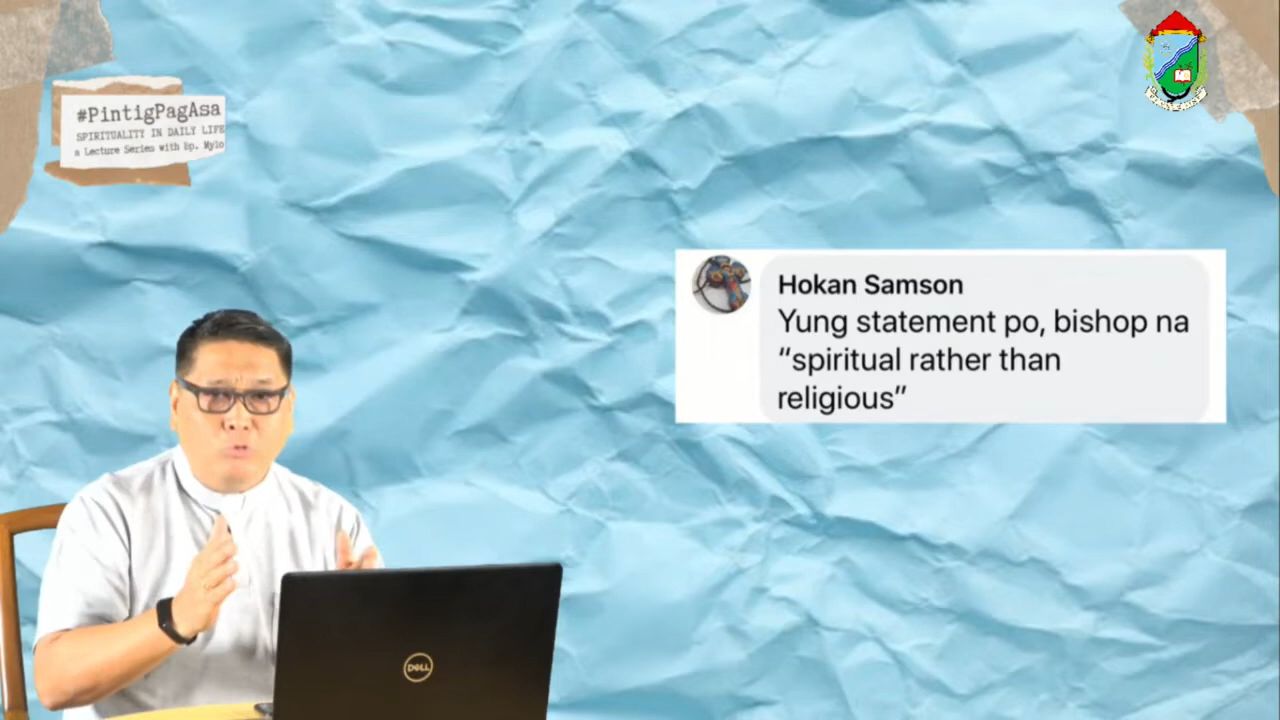 #PintigPagAsa
SPIRITUALITY IN DAILY LIFE
a Lecture Series with Bp. Mylo
Hokan Samson
Yung statement po, bishop na
“spiritual rather than
religious”
DELL